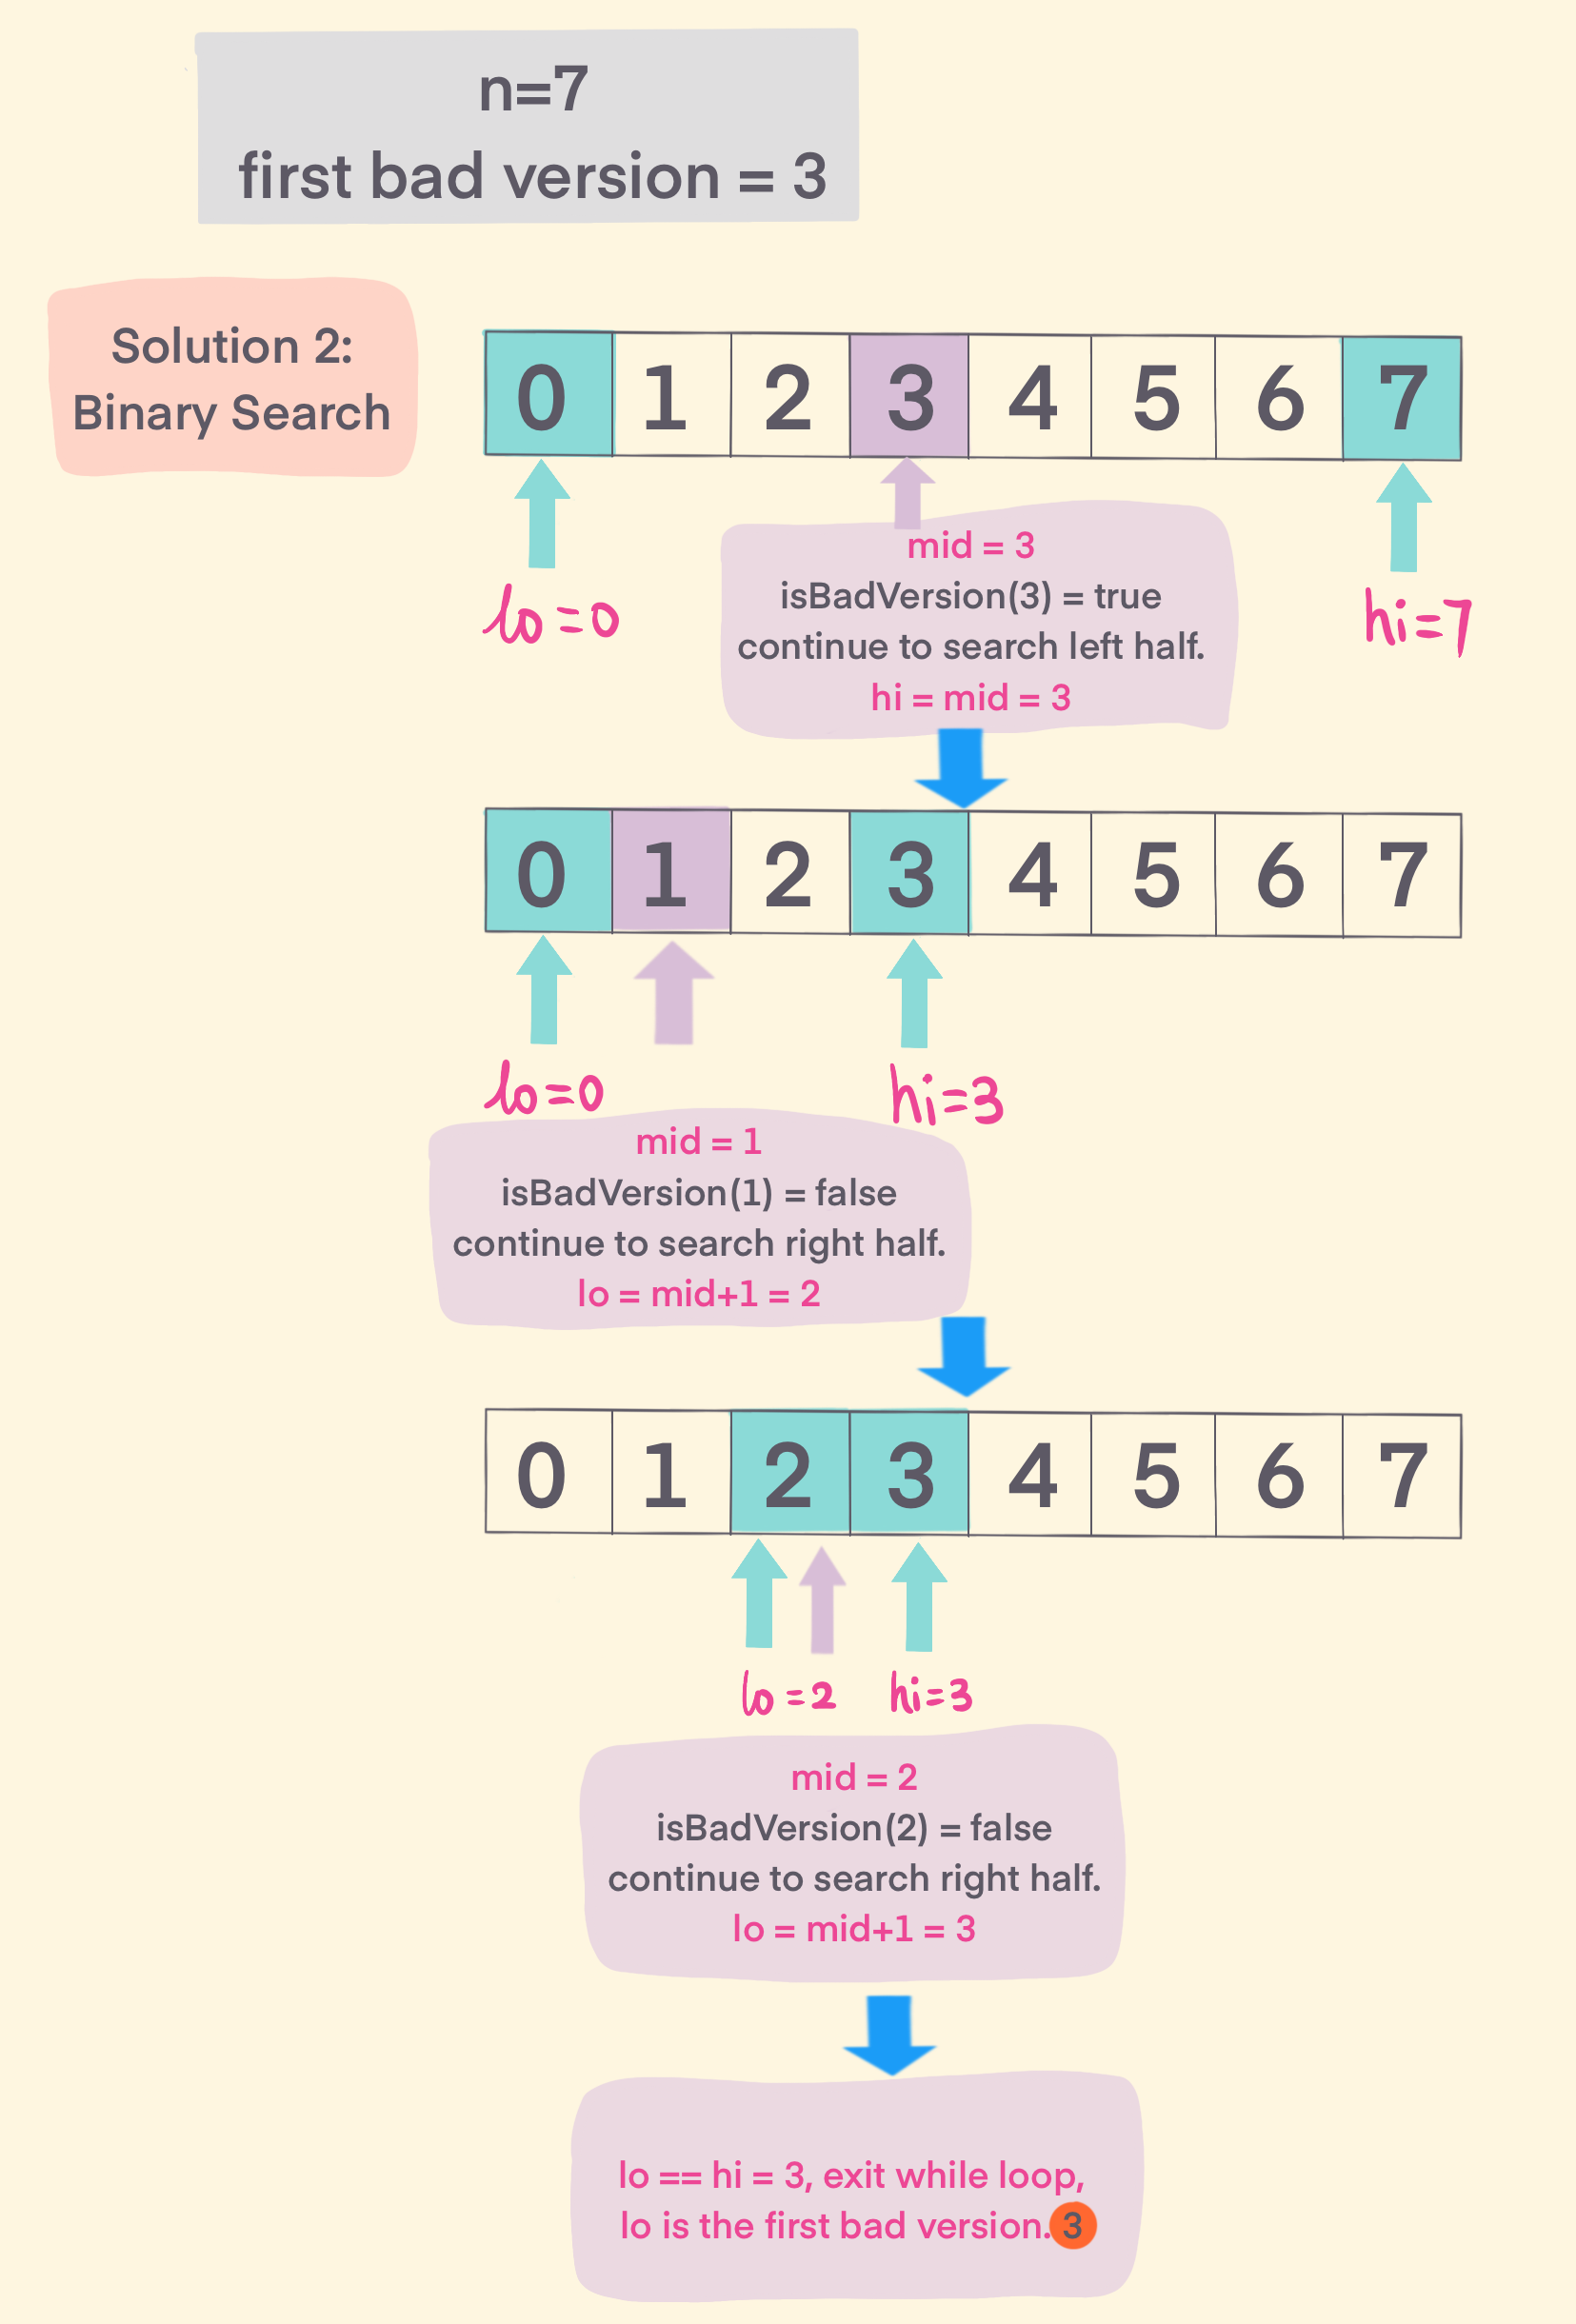 n=7
first bad version = 3
Solution 2:
Binary Search
0 1 2 3 4 5 6 7
lo=0
hi=7
mid = 3
isBadVersion(3) = true
continue to search left half.
hi = mid = 3
0 1 2 3 4 5 6 7
lo=0
hi=3
mid = 1
isBadVersion(1) = false
continue to search right half.
lo = mid+1 = 2
0 1 2 3 4 5 6 7
lo=2
hi=3
mid = 2
isBadVersion(2) = false
continue to search right half.
lo = mid+1 = 3
lo == hi = 3, exit while loop,
lo is the first bad version. 3